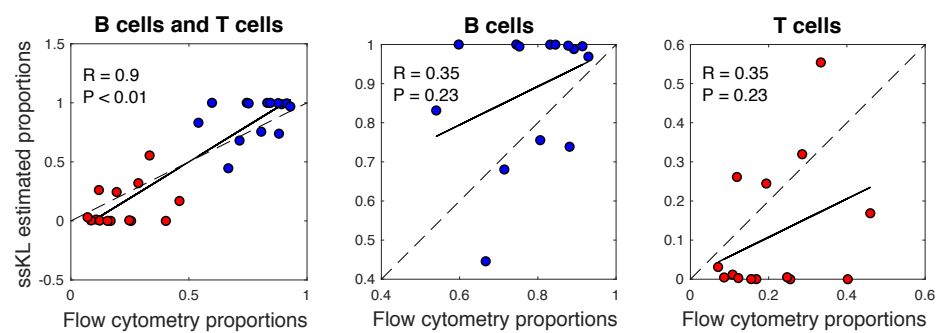 B cells and T cells
ssKL estimated proportions
1.5
1
0.5
0
-0.5
R = 0.9
P < 0.01
0 0.5 1
Flow cytometry proportions
B cells
1
0.9
0.8
0.7
0.6
0.5
0.4
R = 0.35
P = 0.23
0.4 0.6 0.8 1
Flow cytometry proportions
T cells
0.6
0.5
0.4
0.3
0.2
0.1
0
R = 0.35
P = 0.23
0 0.2 0.4 0.6
Flow cytometry proportions